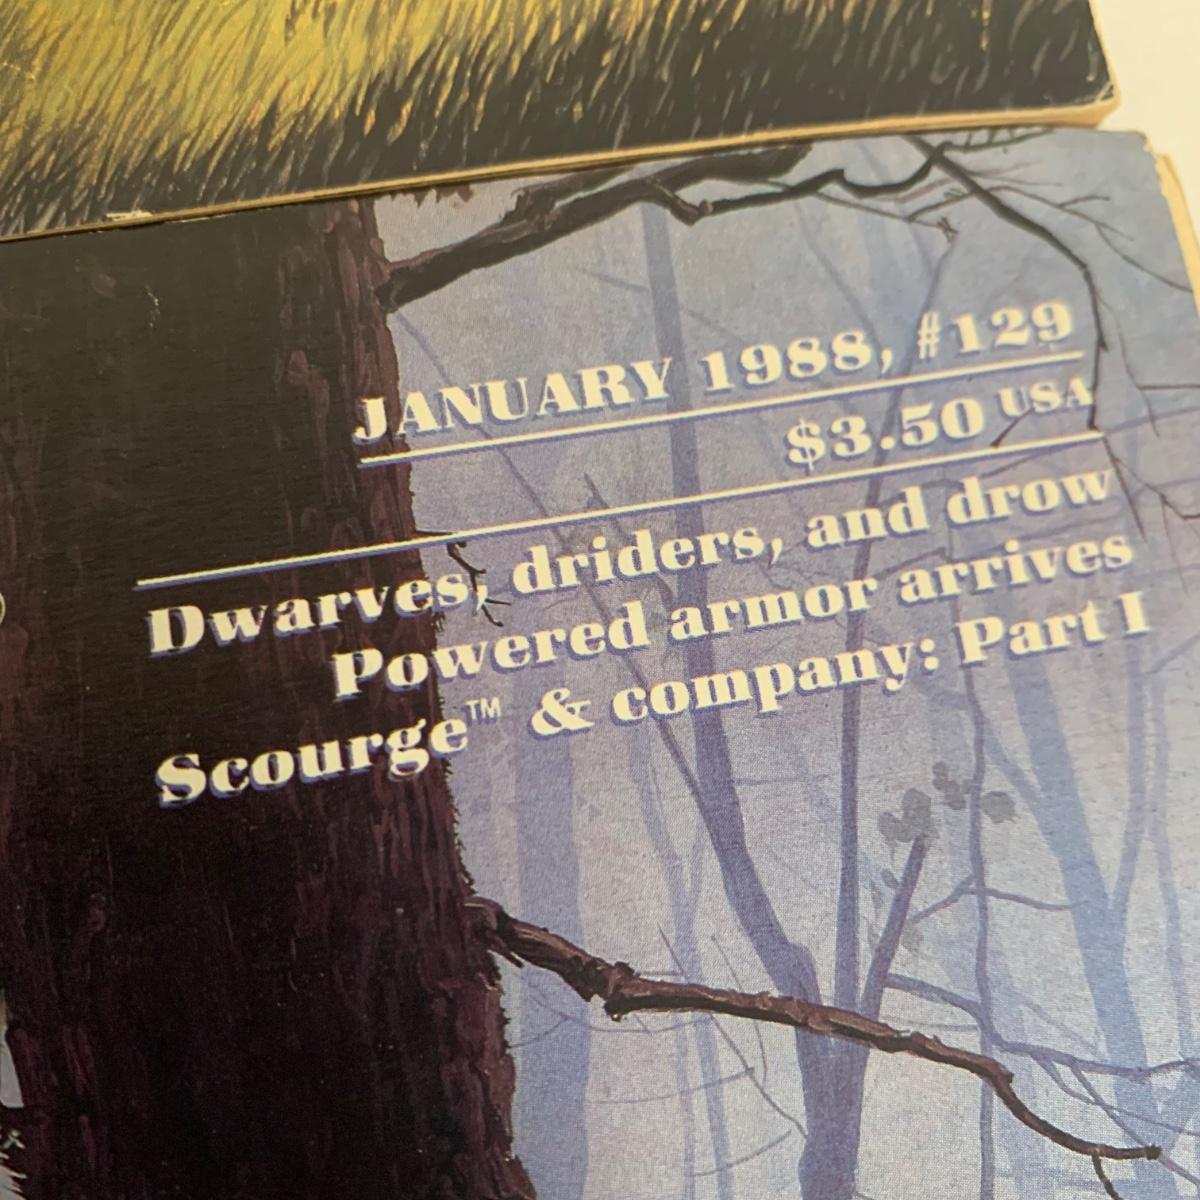 JANUARY 1988, #129
$3.50 USA
Dwarves, driders, and drow
Powered armor arrives
Scourge™ & company: Part I